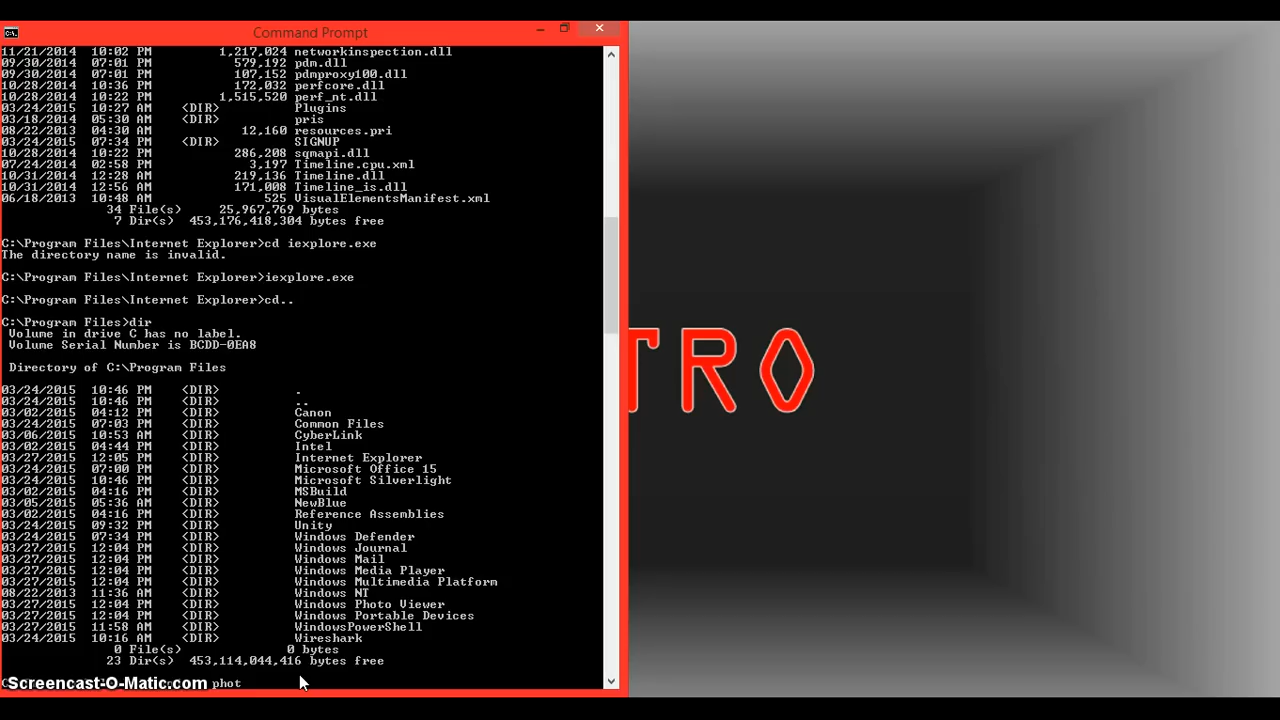 Command Prompt
11/21/2014 10:02 PM 1,217,024 networkinspection.dll
09/30/2014 07:01 PM 579,192 pdm.dll
09/30/2014 07:01 PM 107,152 pdmproxy100.dll
10/28/2014 10:36 PM 172,032 perfcore.dll
10/28/2014 10:22 PM 1,515,520 perf_nt.dll
03/24/2015 10:27 AM <DIR> Plugins
03/18/2014 05:30 AM <DIR> pris
08/22/2013 04:30 AM 12,160 resources.pri
03/24/2015 07:34 PM <DIR> SIGNUP
10/28/2014 10:22 PM 286,208 sqmapi.dll
07/24/2014 02:58 PM 3,197 Timeline.cpu.xml
10/31/2014 12:28 AM 219,136 Timeline.dll
10/31/2014 12:56 AM 171,008 Timeline_is.dll
06/18/2013 10:48 AM 525 VisualElementsManifest.xml
34 File(s) 25,967,769 bytes
7 Dir(s) 453,176,418,304 bytes free
C:\Program Files\Internet Explorer>cd iexplore.exe
The directory name is invalid.
C:\Program Files\Internet Explorer>iexplore.exe
C:\Program Files\Internet Explorer>cd..
C:\Program Files>dir
Volume in drive C has no label.
Volume Serial Number is BCDD-0EA8
Directory of C:\Program Files
03/24/2015 10:46 PM <DIR> .
03/24/2015 10:46 PM <DIR> ..
03/02/2015 04:12 PM <DIR> Canon
03/24/2015 07:03 PM <DIR> Common Files
03/06/2015 10:53 AM <DIR> CyberLink
03/02/2015 04:44 PM <DIR> Intel
03/27/2015 12:05 PM <DIR> Internet Explorer
03/24/2015 07:00 PM <DIR> Microsoft Office 15
03/24/2015 10:46 PM <DIR> Microsoft Silverlight
03/02/2015 04:16 PM <DIR> MSBuild
03/05/2015 05:36 AM <DIR> NewBlue
03/02/2015 04:16 PM <DIR> Reference Assemblies
03/24/2015 09:32 PM <DIR> Unity
03/24/2015 07:34 PM <DIR> Windows Defender
03/27/2015 12:04 PM <DIR> Windows Journal
03/27/2015 12:04 PM <DIR> Windows Mail
03/27/2015 12:04 PM <DIR> Windows Media Player
03/27/2015 12:04 PM <DIR> Windows Multimedia Platform
08/22/2013 11:36 AM <DIR> Windows NT
03/27/2015 12:04 PM <DIR> Windows Photo Viewer
03/27/2015 12:04 PM <DIR> Windows Portable Devices
03/27/2015 11:58 AM <DIR> WindowsPowerShell
03/24/2015 10:16 AM <DIR> Wireshark
0 File(s) 0 bytes
23 Dir(s) 453,114,044,416 bytes free
Screencast-O-Matic.com phot
TRO